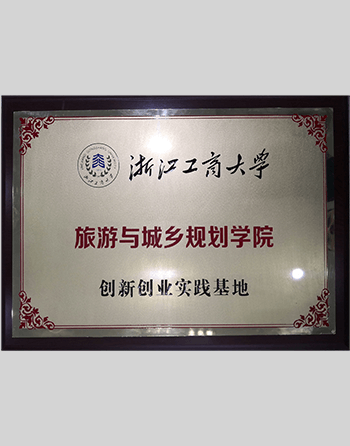 浙江工商大学
旅游与城乡规划学院
创新创业实践基地